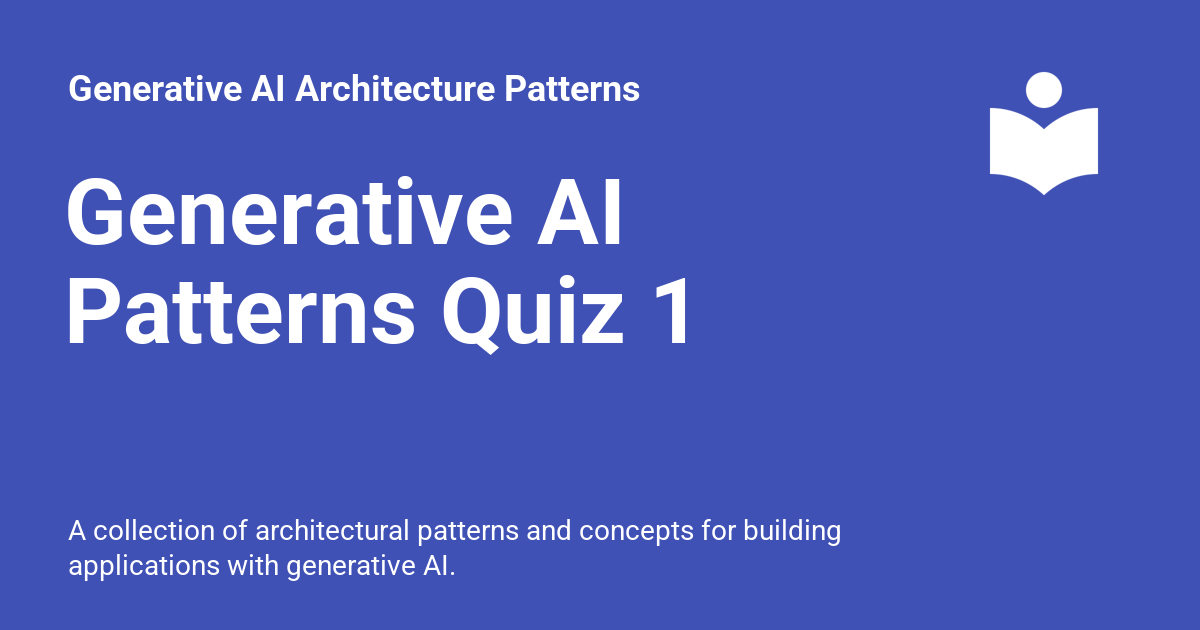 Generative AI Architecture Patterns
Generative AI
Patterns Quiz 1
A collection of architectural patterns and concepts for building
applications with generative AI.